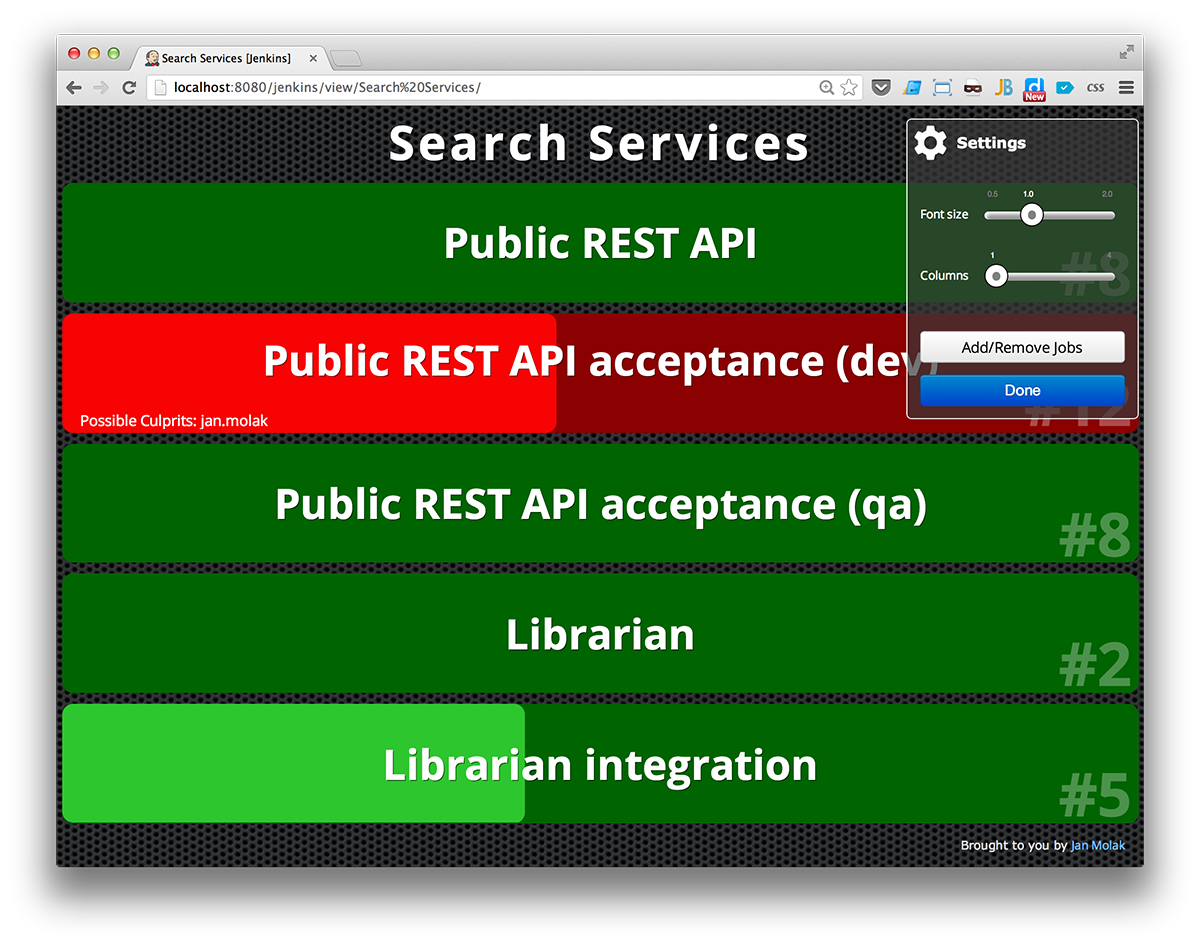 Search Services [Jenkins]
localhost:8080/jenkins/view/Search%20Services/
JB
New
css
Search Services
Settings
0.5 1.0 2.0
Font size
1 4
Columns
Add/Remove Jobs
Done
Public REST API
#8
Public REST API acceptance (dev)
Possible Culprits: jan.molak
#12
Public REST API acceptance (qa)
#8
Librarian
#2
Librarian integration
#5
Brought to you by Jan Molak